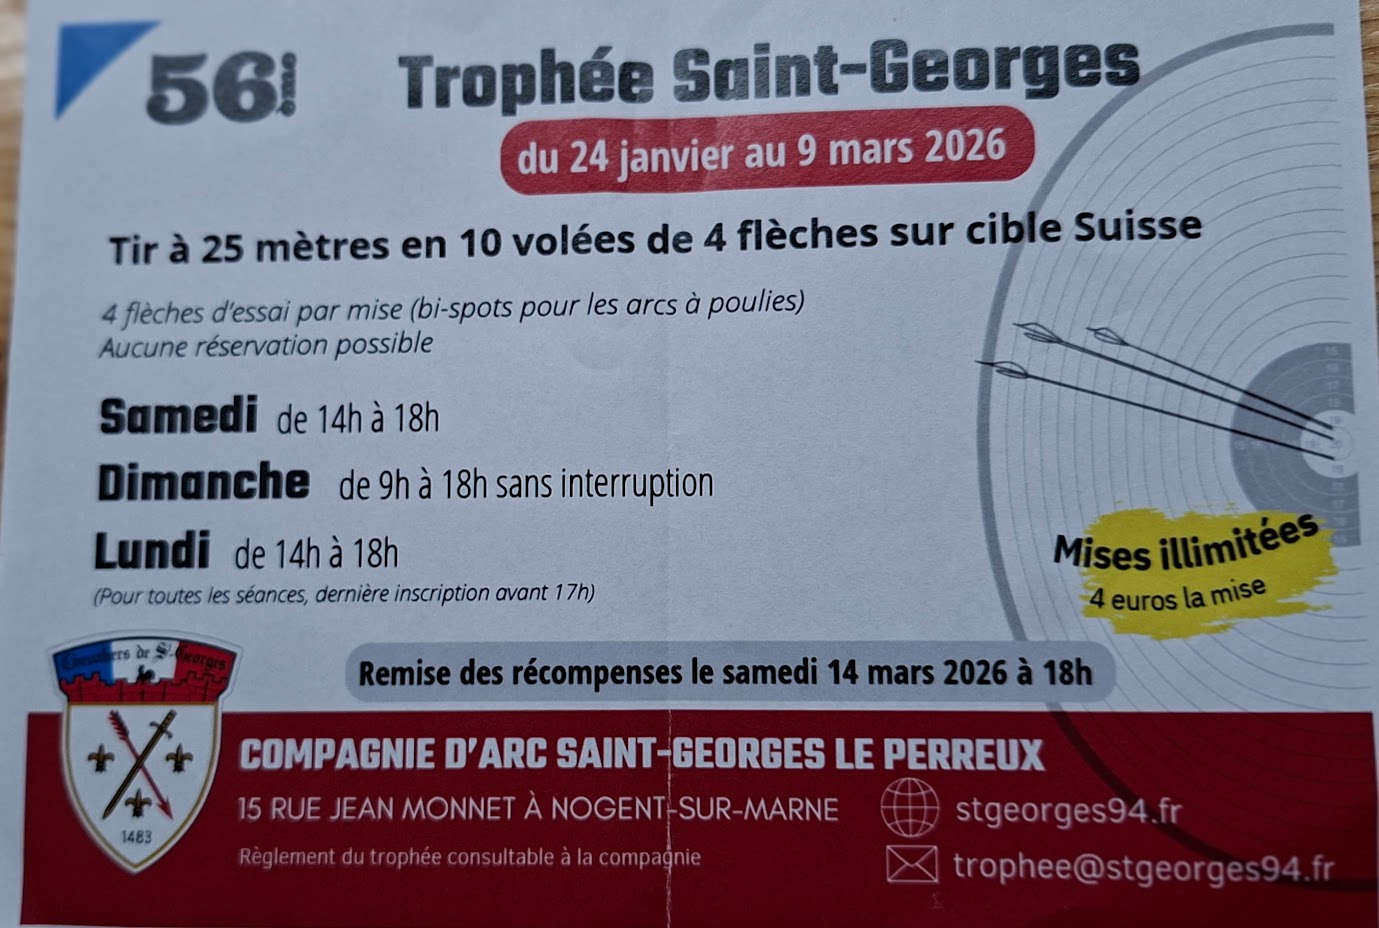 56ème
Trophée Saint-Georges
du 24 janvier au 9 mars 2026
Tir à 25 mètres en 10 volées de 4 flèches sur cible Suisse
4 flèches d'essai par mise (bi-spots pour les arcs à poulies)
Aucune réservation possible
Samedi de 14h à 18h
Dimanche de 9h à 18h sans interruption
Lundi de 14h à 18h
(Pour toutes les séances, dernière inscription avant 17h)
Mises illimitées
4 euros la mise
Remise des récompenses le samedi 14 mars 2026 à 18h
Chevaliers de St-Georges
1483
COMPAGNIE D'ARC SAINT-GEORGES LE PERREUX
15 RUE JEAN MONNET À NOGENT-SUR-MARNE
Règlement du trophée consultable à la compagnie
stgeorges94.fr
trophee@stgeorges94.fr